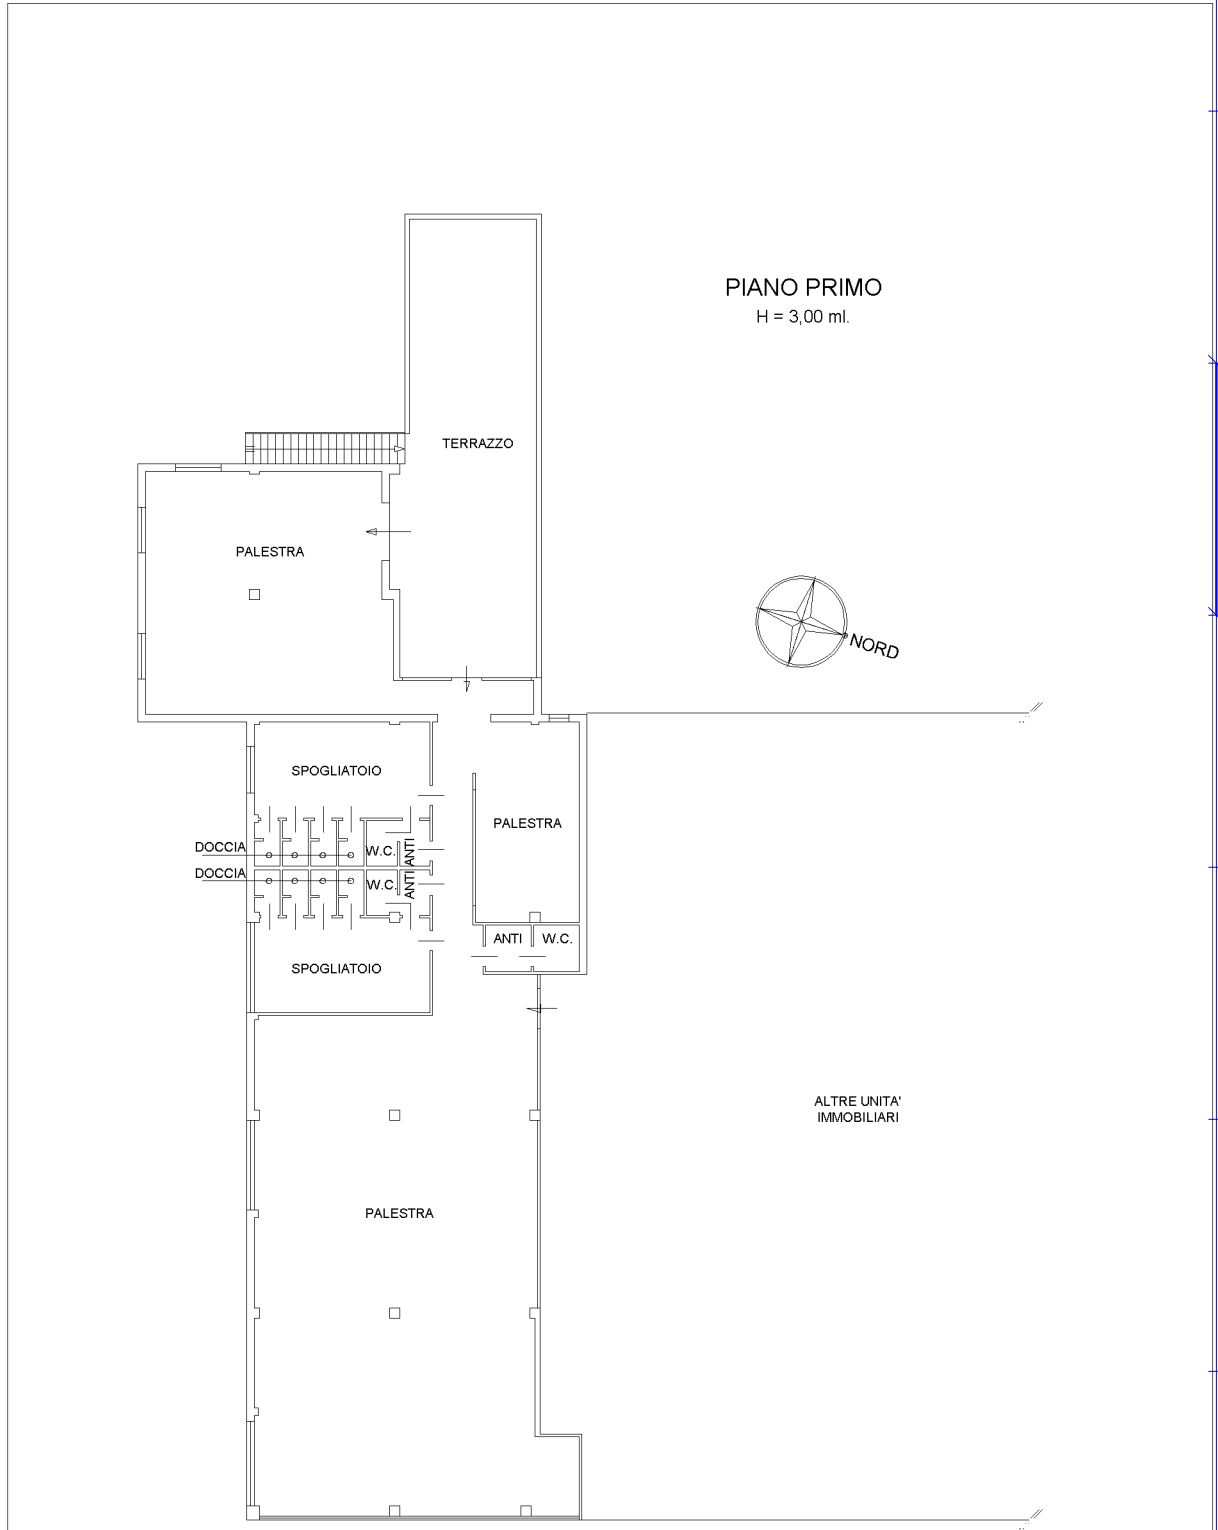 PIANO PRIMO
H = 3,00 ml.
TERRAZZO
PALESTRA
NORD
SPOGLIATOIO
PALESTRA
DOCCIA
W.C.
ANTI
DOCCIA
W.C.
ANTI
ANTI
W.C.
SPOGLIATOIO
ALTRE UNITA'
IMMOBILIARI
PALESTRA